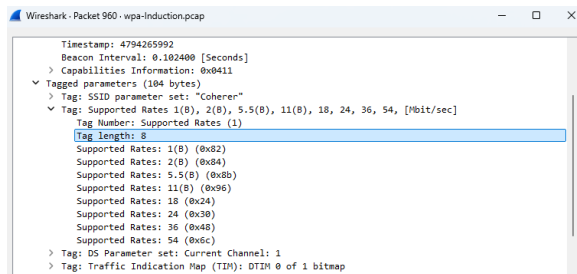 Wireshark · Packet 960 · wpa-Induction.pcap
Timestamp: 4794265992
Beacon Interval: 0.102400 [Seconds]
> Capabilities Information: 0x0411
Tagged parameters (104 bytes)
> Tag: SSID parameter set: "Coherer"
Tag: Supported Rates 1(B), 2(B), 5.5(B), 11(B), 18, 24, 36, 54, [Mbit/sec]
Tag Number: Supported Rates (1)
Tag length: 8
Supported Rates: 1(B) (0x82)
Supported Rates: 2(B) (0x84)
Supported Rates: 5.5(B) (0x8b)
Supported Rates: 11(B) (0x96)
Supported Rates: 18 (0x24)
Supported Rates: 24 (0x30)
Supported Rates: 36 (0x48)
Supported Rates: 54 (0x6c)
> Tag: DS Parameter set: Current Channel: 1
> Tag: Traffic Indication Map (TIM): DTIM 0 of 1 bitmap